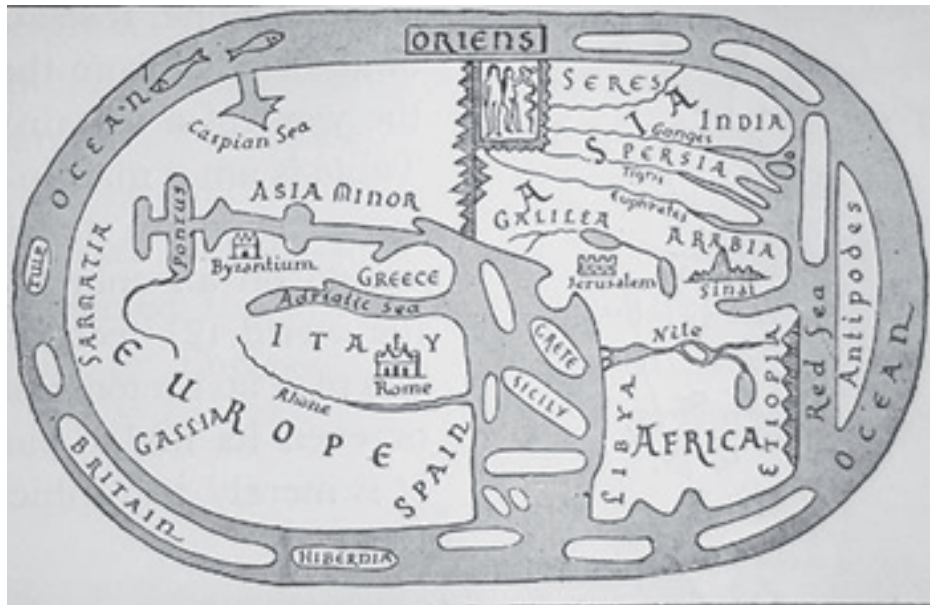 ORIENS
OCEAN
Caspian Sea
SERES
ASIA
INDIA
Ganges
PERSIA
Tigris
Euphrates
ASIA MINOR
GALILEA
ARABIA
Pontus
Byzantium
GREECE
Jerusalem
Sinai
SARMATIA
Adriatic Sea
ITALY
Rome
CRETE
SICILY
Nile
Red Sea
Antipodes
OCEAN
EUROPE
Rhone
GALLIA
SPAIN
LIBYA
AFRICA
ETIOPIA
BRITAIN
HIBERNIA